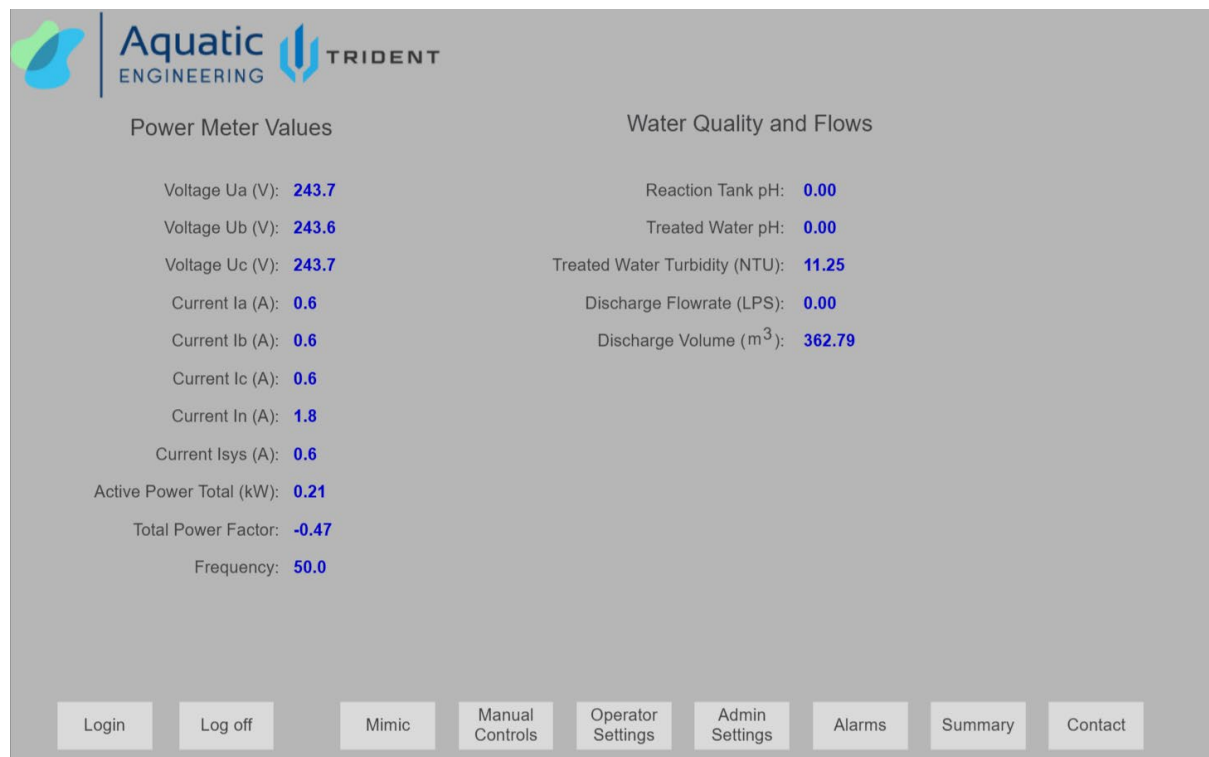 Aquatic
ENGINEERING
TRIDENT
Power Meter Values
Voltage Ua (V): 243.7
Voltage Ub (V): 243.6
Voltage Uc (V): 243.7
Current Ia (A): 0.6
Current Ib (A): 0.6
Current Ic (A): 0.6
Current In (A): 1.8
Current Isys (A): 0.6
Active Power Total (kW): 0.21
Total Power Factor: -0.47
Frequency: 50.0
Water Quality and Flows
Reaction Tank pH: 0.00
Treated Water pH: 0.00
Treated Water Turbidity (NTU): 11.25
Discharge Flowrate (LPS): 0.00
Discharge Volume (m³): 362.79
Login
Log off
Mimic
Manual
Controls
Operator
Settings
Admin
Settings
Alarms
Summary
Contact